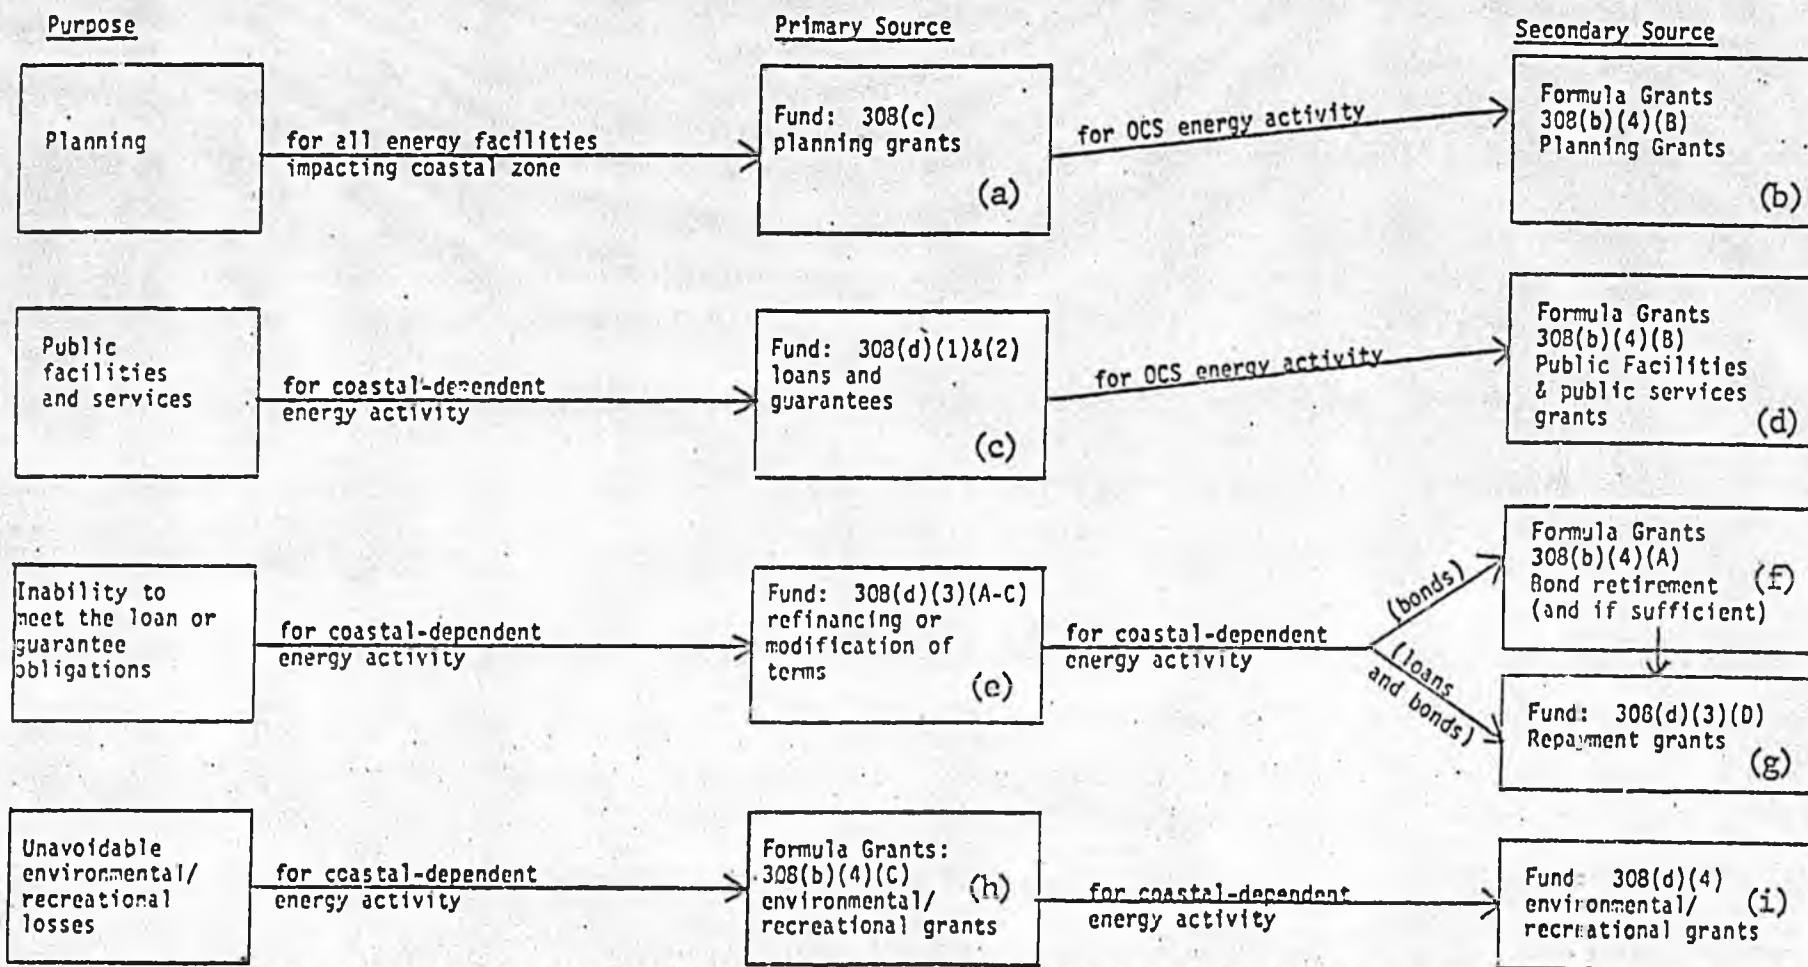 Purpose
Primary Source
Secondary Source
Planning
for all energy facilities
impacting coastal zone
Fund: 308(c)
planning grants
(a)
for OCS energy activity
Formula Grants
308(b)(4)(B)
Planning Grants
(b)
Public
facilities
and services
for coastal-dependent
energy activity
Fund: 308(d)(1)&(2)
loans and
guarantees
(c)
for OCS energy activity
Formula Grants
308(b)(4)(B)
Public Facilities
& public services
grants
(d)
Inability to
meet the loan or
guarantee
obligations
for coastal-dependent
energy activity
Fund: 308(d)(3)(A-C)
refinancing or
modification of
terms
(e)
for coastal-dependent
energy activity
(bonds)
(loans
and bonds)
Formula Grants
308(b)(4)(A)
Bond retirement
(and if sufficient)
(f)
Fund: 308(d)(3)(D)
Repayment grants
(g)
Unavoidable
environmental/
recreational
losses
for coastal-dependent
energy activity
Formula Grants:
308(b)(4)(C)
environmental/
recreational grants
(h)
for coastal-dependent
energy activity
Fund: 308(d)(4)
environmental/
recreational grants
(i)